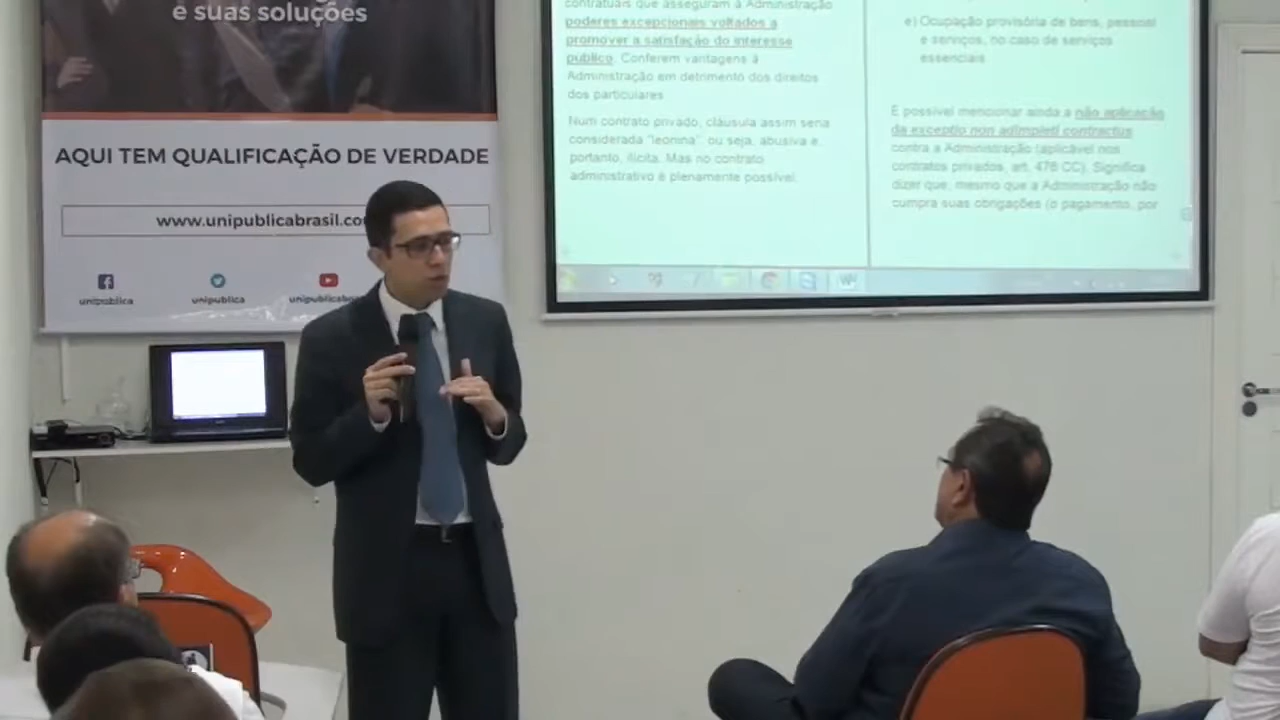 e suas soluções
AQUI TEM QUALIFICAÇÃO DE VERDADE
www.unipublicabrasil.co
unipublica
unipublica
unipublicabra
contratuais que asseguram à Administração
poderes excepcionais voltados a
promover a satisfação do interesse
público. Conferem vantagens à
Administração em detrimento dos direitos
dos particulares
Num contrato privado, cláusula assim seria
considerada "leonina" ou seja, abusiva e,
portanto, ilícita. Mas no contrato
administrativo é plenamente possível.
e) Ocupação provisória de bens, pessoal
e serviços, no caso de serviços
essenciais
É possível mencionar ainda a não aplicação
da exceptio non adimpleti contractus
contra a Administração (aplicável nos
contratos privados, art. 476 CC). Significa
dizer que, mesmo que a Administração não
cumpra suas obrigações (o pagamento, por